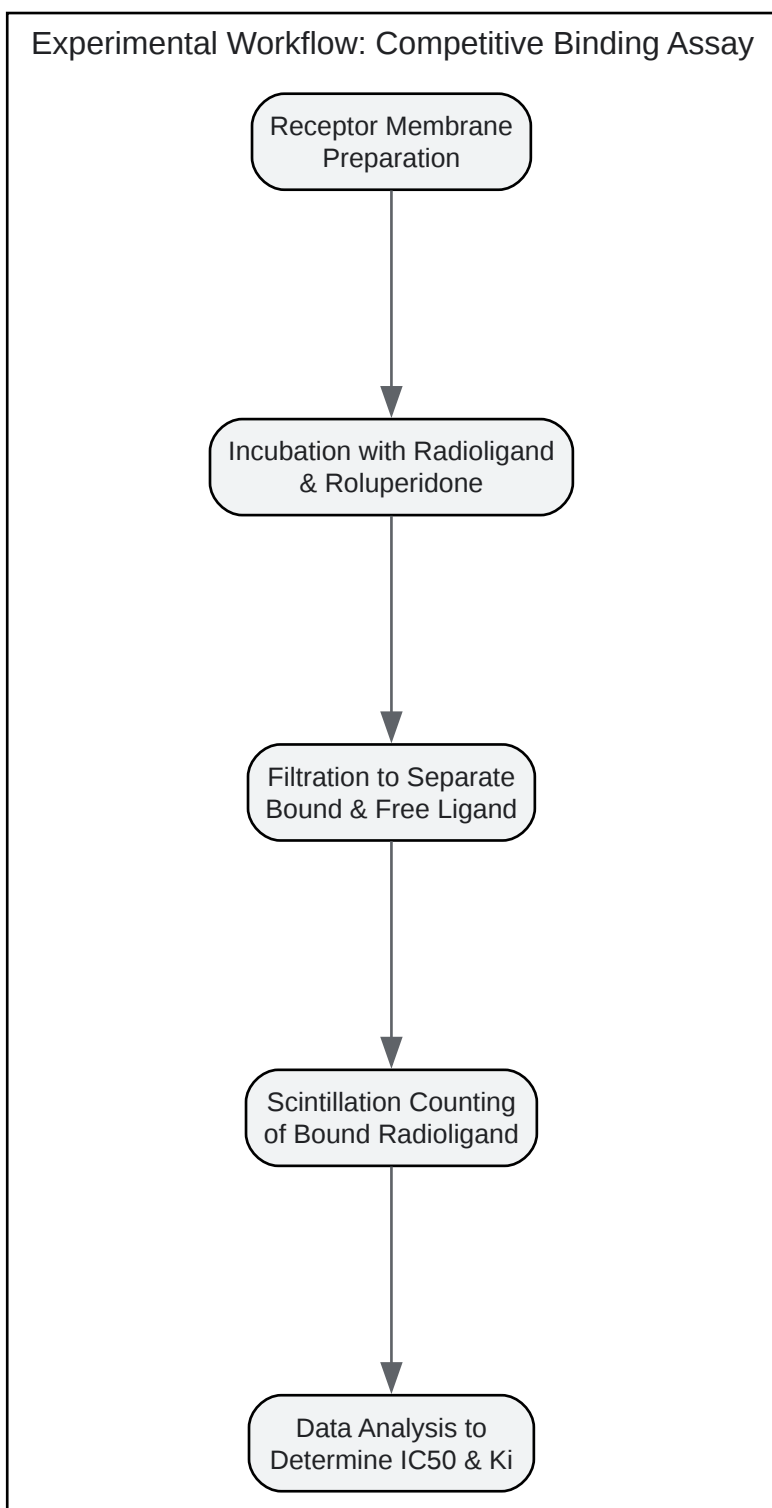 Experimental Workflow: Competitive Binding Assay
Receptor Membrane
Preparation
Incubation with Radioligand
& Roluperidone
Filtration to Separate
Bound & Free Ligand
Scintillation Counting
of Bound Radioligand
Data Analysis to
Determine IC50 & Ki